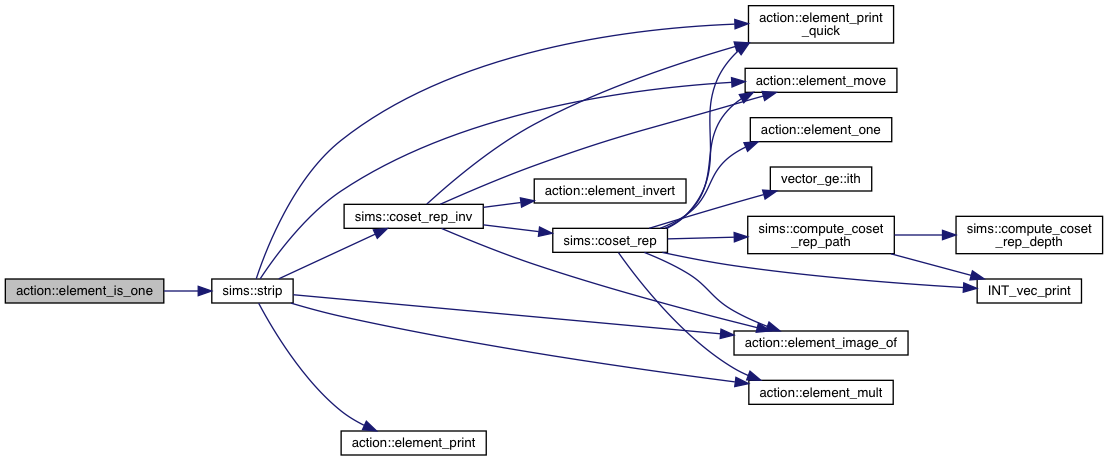 action::element_is_one
sims::strip
sims::coset_rep_inv
action::element_print
action::element_invert
sims::coset_rep
action::element_print
_quick
action::element_move
action::element_one
vector_ge::ith
sims::compute_coset
_rep_path
action::element_image_of
action::element_mult
sims::compute_coset
_rep_depth
INT_vec_print